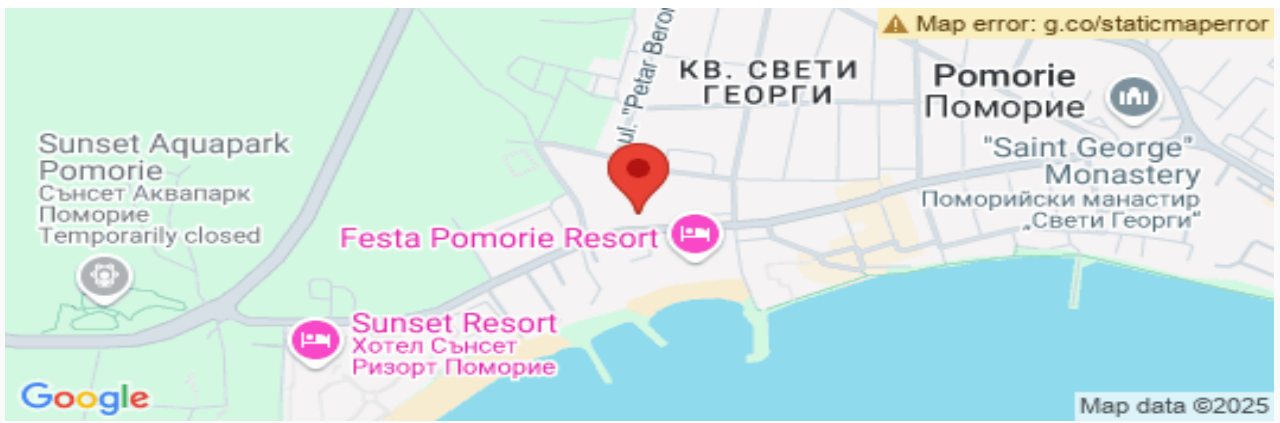 Map error: g.co/staticmaperror
ul. "Petar Beron
КВ. СВЕТИ
ГЕОРГИ
Pomorie
Поморие
"Saint George"
Monastery
Поморийски манастир
„Свети Георги“
Sunset Aquapark
Pomorie
Сънсет Аквапарк
Поморие
Temporarily closed
Festa Pomorie Resort
Sunset Resort
Хотел Сънсет
Ризорт Поморие
Google
Map data ©2025